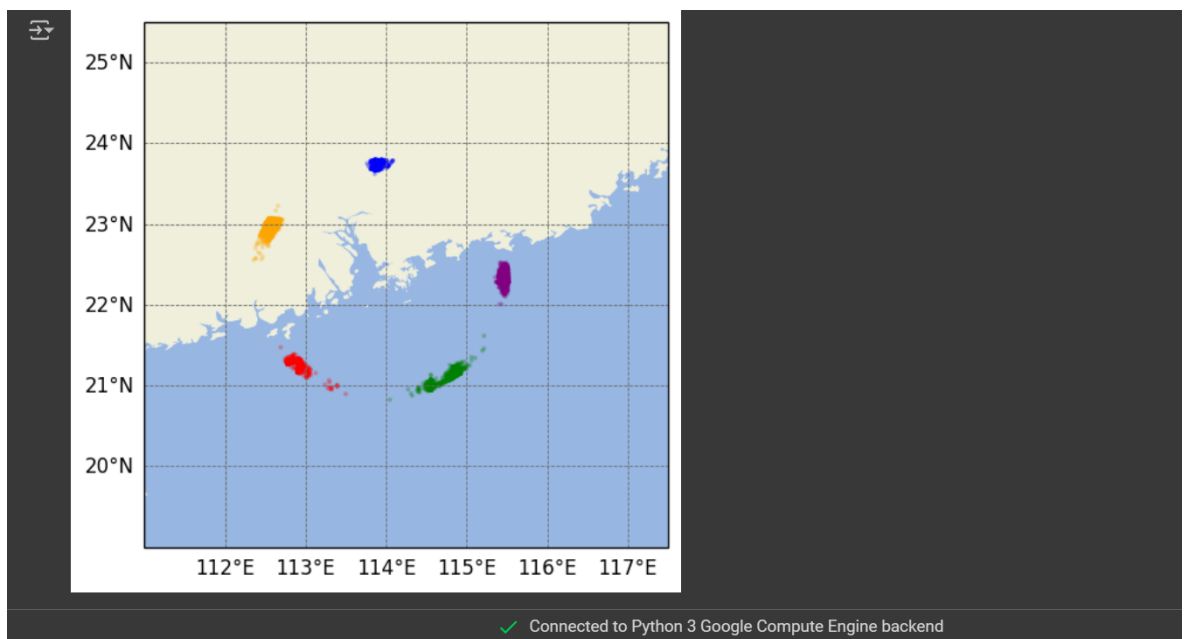 25°N
24°N
23°N
22°N
21°N
20°N
112°E 113°E 114°E 115°E 116°E 117°E
Connected to Python 3 Google Compute Engine backend